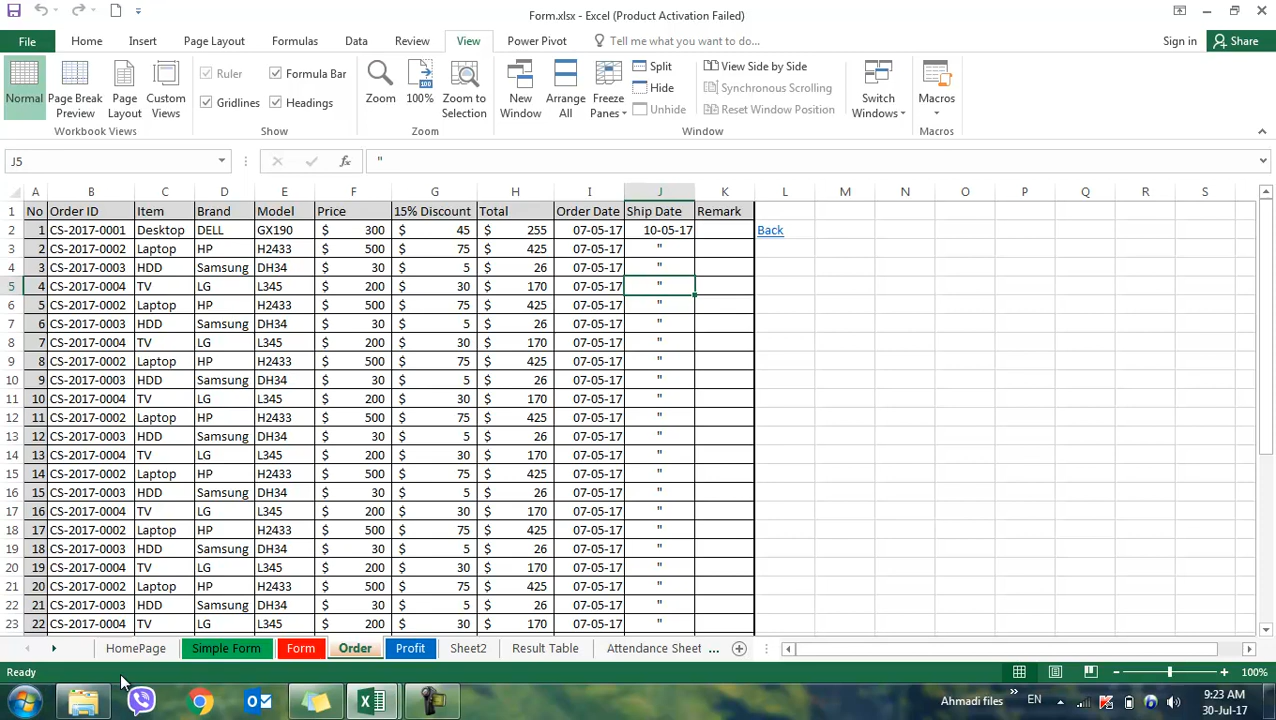 Form.xlsx - Excel (Product Activation Failed)
File Home Insert Page Layout Formulas Data Review View Power Pivot Tell me what you want to do... Sign in Share
Normal Page Break Preview Page Layout Custom Views Ruler Formula Bar Gridlines Headings Zoom 100% Zoom to Selection New Window Arrange All Freeze Panes Split Hide Unhide View Side by Side Synchronous Scrolling Reset Window Position Switch Windows Macros
Workbook Views Show Zoom Window Macros
J5 fx "
A B C D E F G H I J K L M N O P Q R S
1 No Order ID Item Brand Model Price 15% Discount Total Order Date Ship Date Remark
2 1 CS-2017-0001 Desktop DELL GX190 $ 300 $ 45 $ 255 07-05-17 10-05-17 Back
3 2 CS-2017-0002 Laptop HP H2433 $ 500 $ 75 $ 425 07-05-17 "
4 3 CS-2017-0003 HDD Samsung DH34 $ 30 $ 5 $ 26 07-05-17 "
5 4 CS-2017-0004 TV LG L345 $ 200 $ 30 $ 170 07-05-17 "
6 5 CS-2017-0002 Laptop HP H2433 $ 500 $ 75 $ 425 07-05-17 "
7 6 CS-2017-0003 HDD Samsung DH34 $ 30 $ 5 $ 26 07-05-17 "
8 7 CS-2017-0004 TV LG L345 $ 200 $ 30 $ 170 07-05-17 "
9 8 CS-2017-0002 Laptop HP H2433 $ 500 $ 75 $ 425 07-05-17 "
10 9 CS-2017-0003 HDD Samsung DH34 $ 30 $ 5 $ 26 07-05-17 "
11 10 CS-2017-0004 TV LG L345 $ 200 $ 30 $ 170 07-05-17 "
12 11 CS-2017-0002 Laptop HP H2433 $ 500 $ 75 $ 425 07-05-17 "
13 12 CS-2017-0003 HDD Samsung DH34 $ 30 $ 5 $ 26 07-05-17 "
14 13 CS-2017-0004 TV LG L345 $ 200 $ 30 $ 170 07-05-17 "
15 14 CS-2017-0002 Laptop HP H2433 $ 500 $ 75 $ 425 07-05-17 "
16 15 CS-2017-0003 HDD Samsung DH34 $ 30 $ 5 $ 26 07-05-17 "
17 16 CS-2017-0004 TV LG L345 $ 200 $ 30 $ 170 07-05-17 "
18 17 CS-2017-0002 Laptop HP H2433 $ 500 $ 75 $ 425 07-05-17 "
19 18 CS-2017-0003 HDD Samsung DH34 $ 30 $ 5 $ 26 07-05-17 "
20 19 CS-2017-0004 TV LG L345 $ 200 $ 30 $ 170 07-05-17 "
21 20 CS-2017-0002 Laptop HP H2433 $ 500 $ 75 $ 425 07-05-17 "
22 21 CS-2017-0003 HDD Samsung DH34 $ 30 $ 5 $ 26 07-05-17 "
23 22 CS-2017-0004 TV LG L345 $ 200 $ 30 $ 170 07-05-17 "
HomePage Simple Form Form Order Profit Sheet2 Result Table Attendance Sheet ...
Ready 100%
Ahmadi files EN 9:23 AM
30-Jul-17